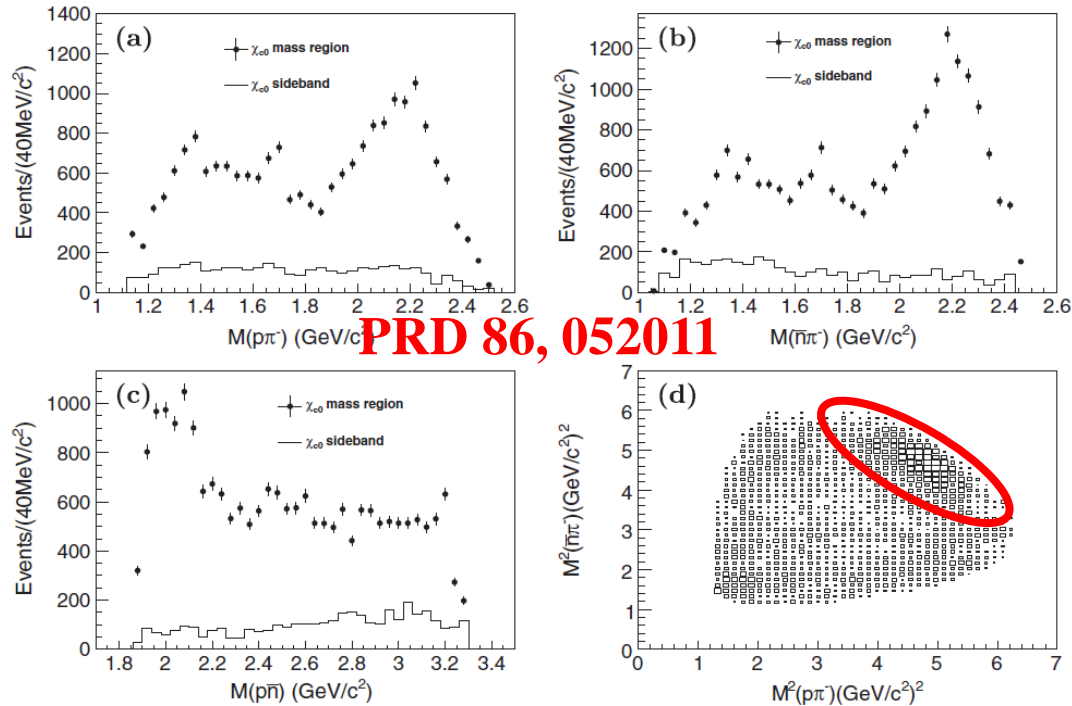 (a)
χc0 mass region
χc0 sideband
Events/(40MeV/c²)
1400
1200
1000
800
600
400
200
0
1 1.2 1.4 1.6 1.8 2 2.2 2.4 2.6
M(pπ⁻) (GeV/c²)
(b)
χc0 mass region
χc0 sideband
Events/(40MeV/c²)
1200
1000
800
600
400
200
0
1 1.2 1.4 1.6 1.8 2 2.2 2.4 2.6
M(n̄π⁻) (GeV/c²)
PRD 86, 052011
(c)
χc0 mass region
χc0 sideband
Events/(40MeV/c²)
1000
800
600
400
200
0
1.8 2 2.2 2.4 2.6 2.8 3 3.2 3.4
M(pn̄) (GeV/c²)
(d)
M²(n̄π⁻)(GeV/c²)²
7
6
5
4
3
2
1
0
0 1 2 3 4 5 6 7
M²(pπ⁻)(GeV/c²)²